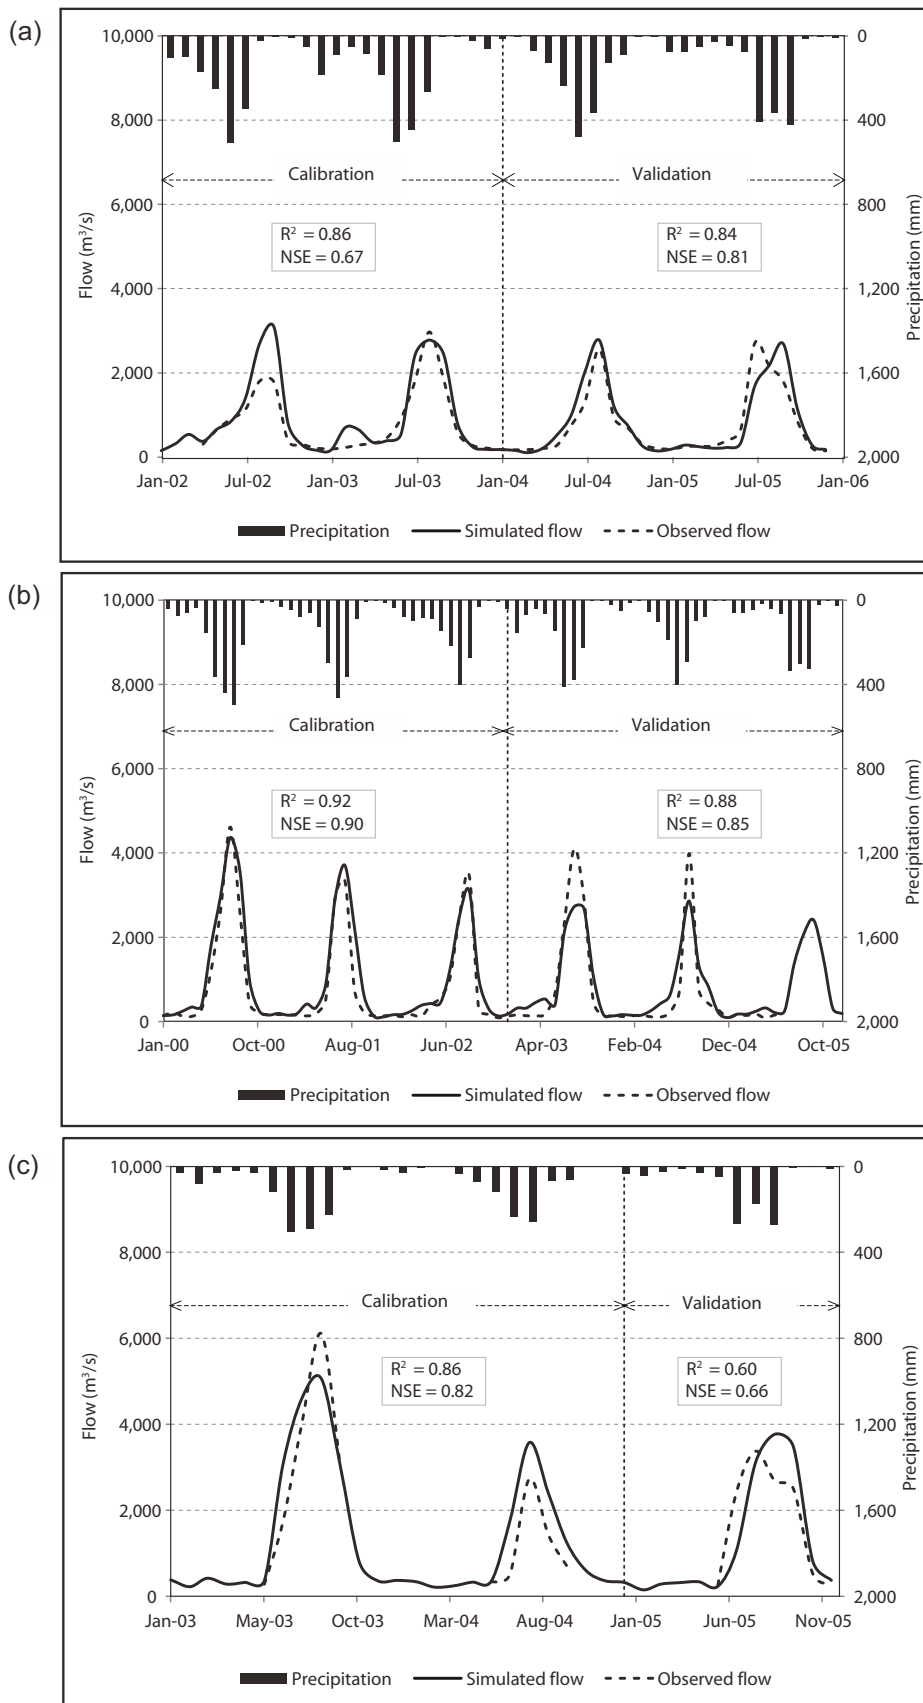 (a)
10,000
8,000
6,000
4,000
2,000
0
Flow (m³/s)
0
400
800
1,200
1,600
2,000
Precipitation (mm)
Calibration
Validation
R² = 0.86
NSE = 0.67
R² = 0.84
NSE = 0.81
Jan-02 Jul-02 Jan-03 Jul-03 Jan-04 Jul-04 Jan-05 Jul-05 Jan-06
Precipitation Simulated flow Observed flow
(b)
10,000
8,000
6,000
4,000
2,000
0
Flow (m³/s)
0
400
800
1,200
1,600
2,000
Precipitation (mm)
Calibration
Validation
R² = 0.92
NSE = 0.90
R² = 0.88
NSE = 0.85
Jan-00 Oct-00 Aug-01 Jun-02 Apr-03 Feb-04 Dec-04 Oct-05
Precipitation Simulated flow Observed flow
(c)
10,000
8,000
6,000
4,000
2,000
0
Flow (m³/s)
0
400
800
1,200
1,600
2,000
Precipitation (mm)
Calibration
Validation
R² = 0.86
NSE = 0.82
R² = 0.60
NSE = 0.66
Jan-03 May-03 Oct-03 Mar-04 Aug-04 Jan-05 Jun-05 Nov-05
Precipitation Simulated flow Observed flow